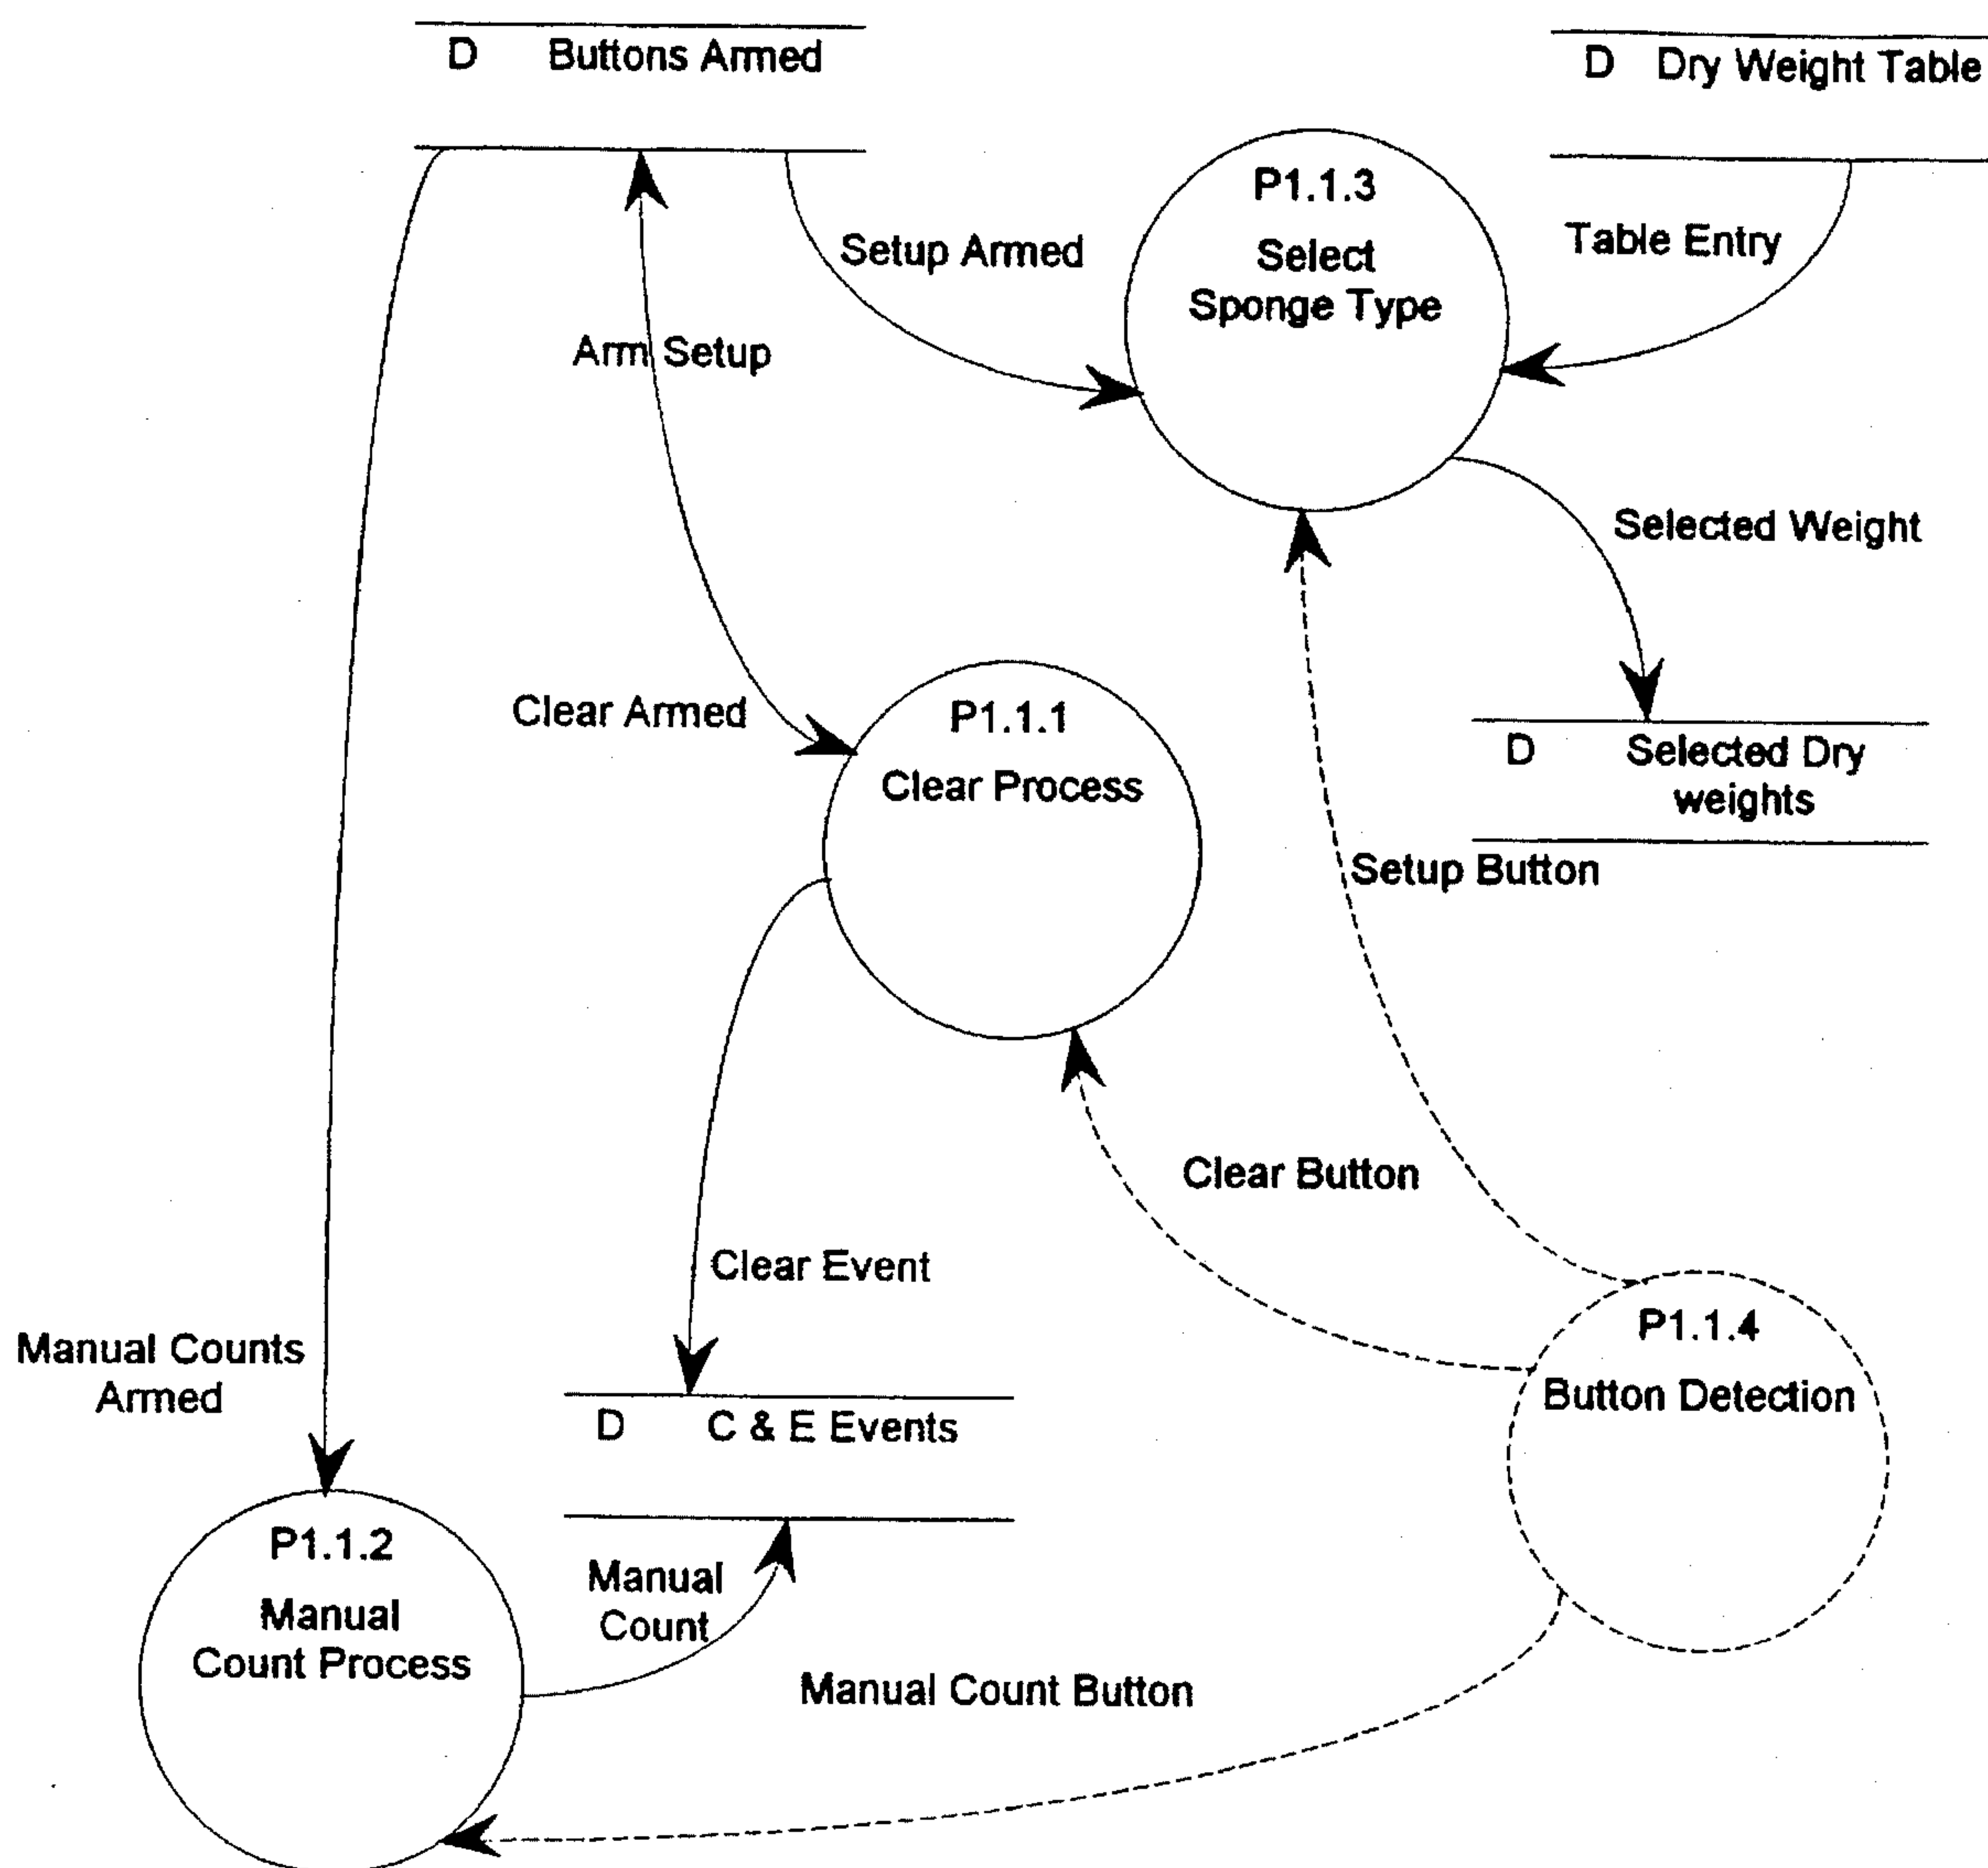 D Buttons Armed
D Dry Weight Table
P1.1.3
Select
Sponge Type
Setup Armed
Table Entry
Arm Setup
Selected Weight
Clear Armed
P1.1.1
Clear Process
D Selected Dry
weights
Setup Button
Clear Button
Clear Event
P1.1.4
Button Detection
Manual Counts
Armed
D C & E Events
P1.1.2
Manual
Count Process
Manual
Count
Manual Count Button